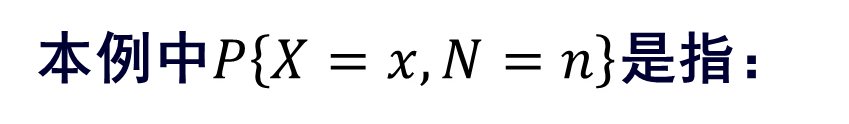 本例中P{X = x, N = n}是指：